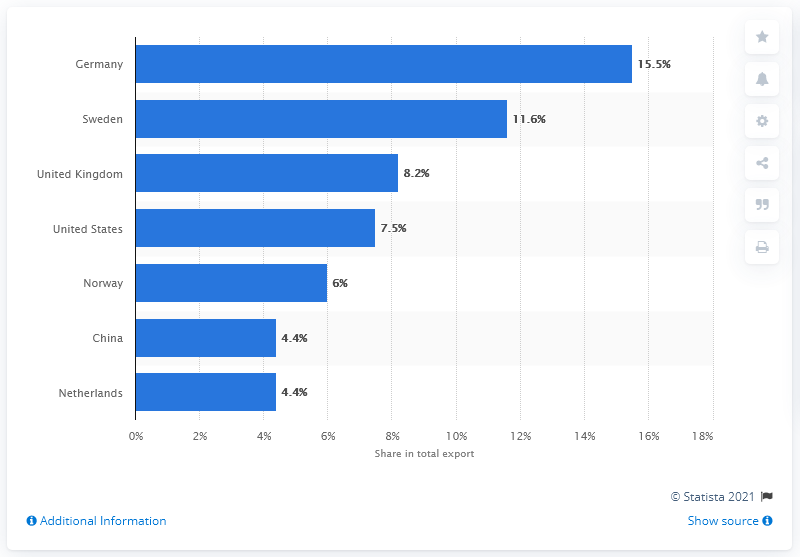 Germany 15.5%
Sweden 11.6%
United Kingdom 8.2%
United States 7.5%
Norway 6%
China 4.4%
Netherlands 4.4%
0% 2% 4% 6% 8% 10% 12% 14% 16% 18%
Share in total export
© Statista 2021
Additional Information Show source